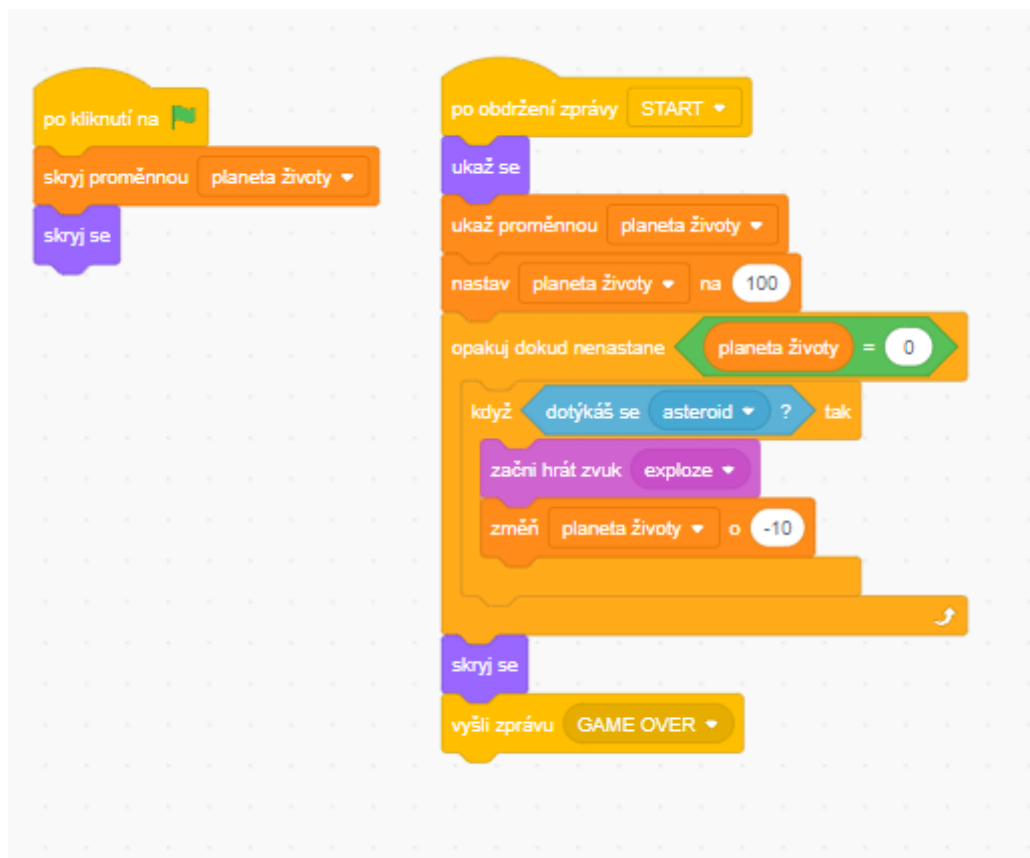 po kliknutí na
skryj proměnnou planeta životy
skryj se
po obdržení zprávy START
ukaž se
ukaž proměnnou planeta životy
nastav planeta životy na 100
opakuj dokud nenastane planeta životy = 0
když dotýkáš se asteroid ? tak
začni hrát zvuk exploze
změň planeta životy o -10
skryj se
vyšli zprávu GAME OVER